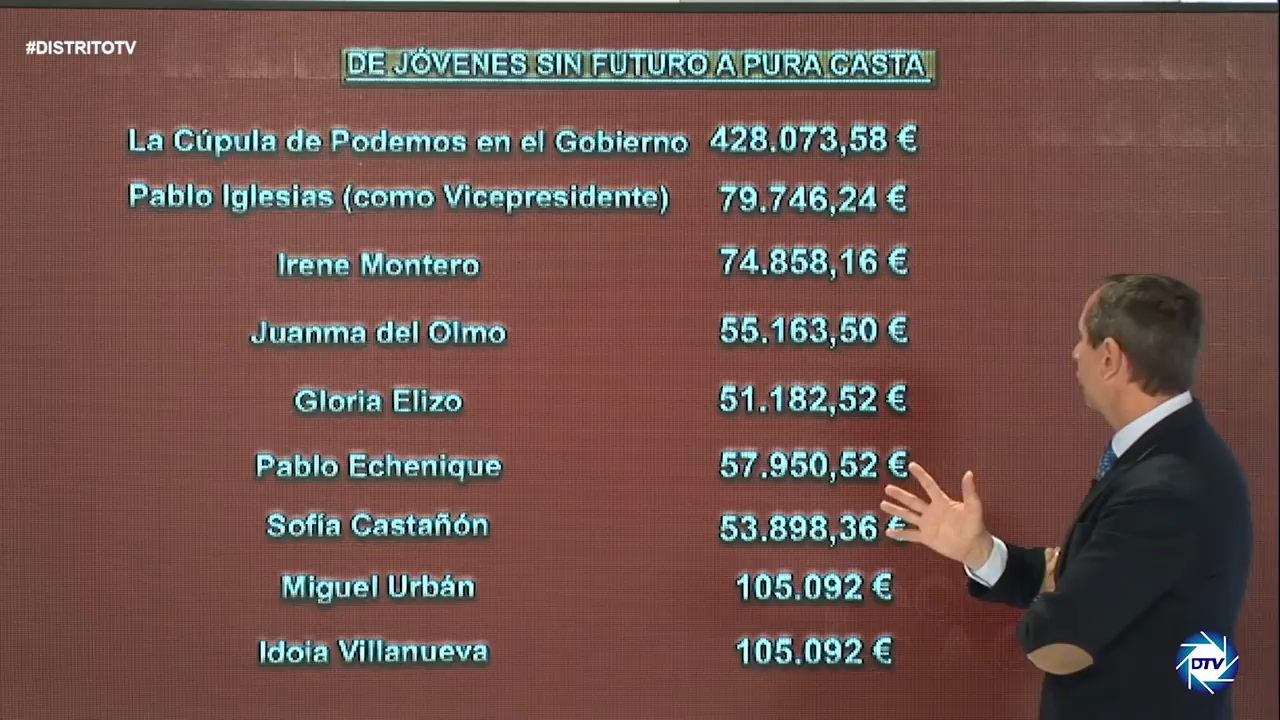 #DISTRITOTV
DE JÓVENES SIN FUTURO A PURA CASTA
La Cúpula de Podemos en el Gobierno 428.073,58 €
Pablo Iglesias (como Vicepresidente) 79.746,24 €
Irene Montero 74.858,16 €
Juanma del Olmo 55.163,50 €
Gloria Elizo 51.182,52 €
Pablo Echenique 57.950,52 €
Sofía Castañón 53.898,36 €
Miguel Urbán 105.092 €
Idoia Villanueva 105.092 €
DTV